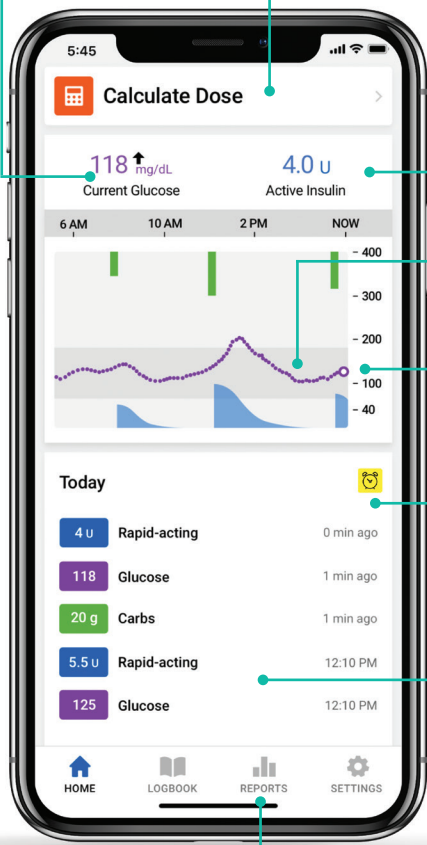 5:45
Calculate Dose
118 mg/dL 4.0 U
Current Glucose Active Insulin
6 AM 10 AM 2 PM NOW
- 400
- 300
- 200
- 100
- 40
Today
4 U Rapid-acting 0 min ago
118 Glucose 1 min ago
20 g Carbs 1 min ago
5.5 U Rapid-acting 12:10 PM
125 Glucose 12:10 PM
HOME LOGBOOK REPORTS SETTINGS